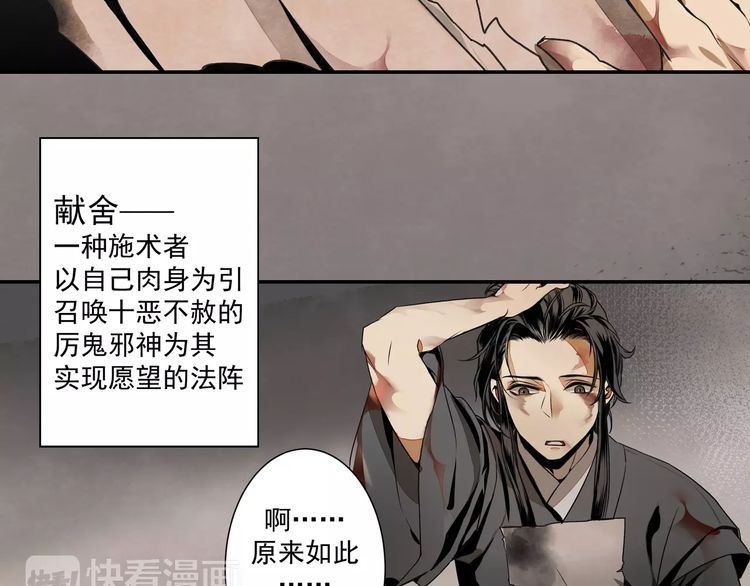 献舍——
一种施术者
以自己肉身为引
召唤十恶不赦的
厉鬼邪神为其
实现愿望的法阵
啊……
原来如此
……
快看漫画